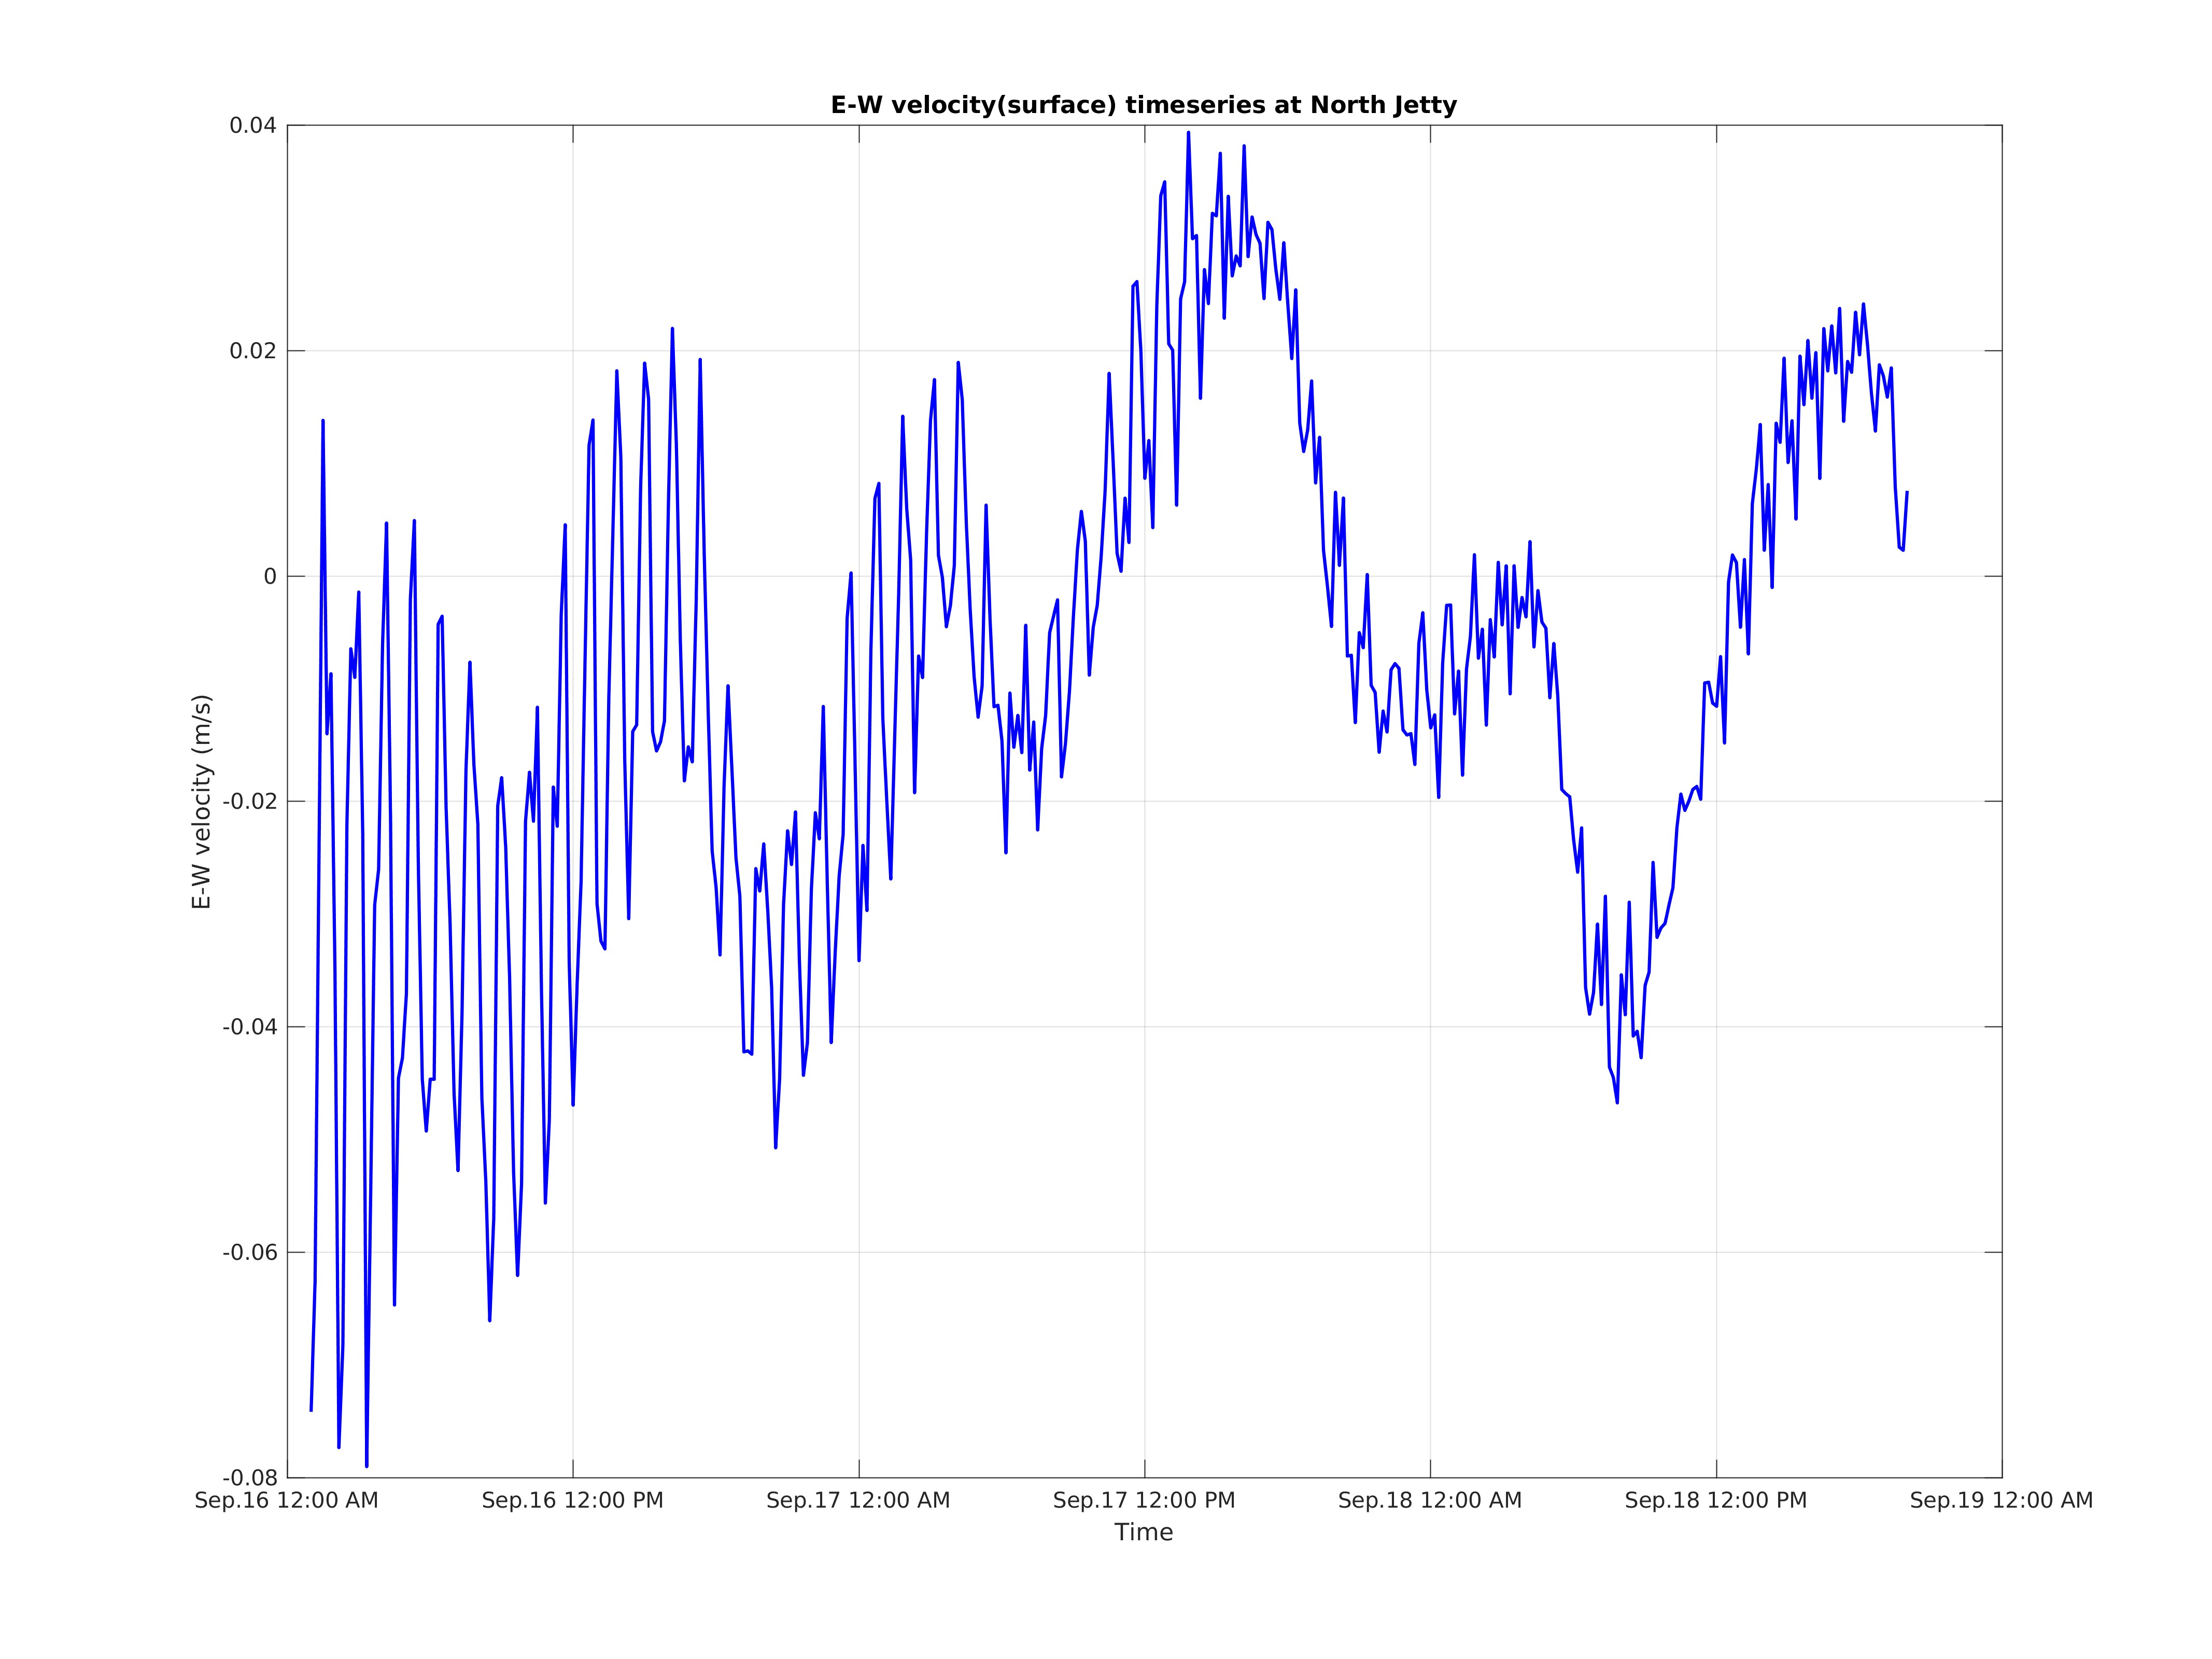 E-W velocity(surface) timeseries at North Jetty
0.04
0.02
0
-0.02
-0.04
-0.06
-0.08
E-W velocity (m/s)
Sep.16 12:00 AM
Sep.16 12:00 PM
Sep.17 12:00 AM
Sep.17 12:00 PM
Sep.18 12:00 AM
Sep.18 12:00 PM
Sep.19 12:00 AM
Time